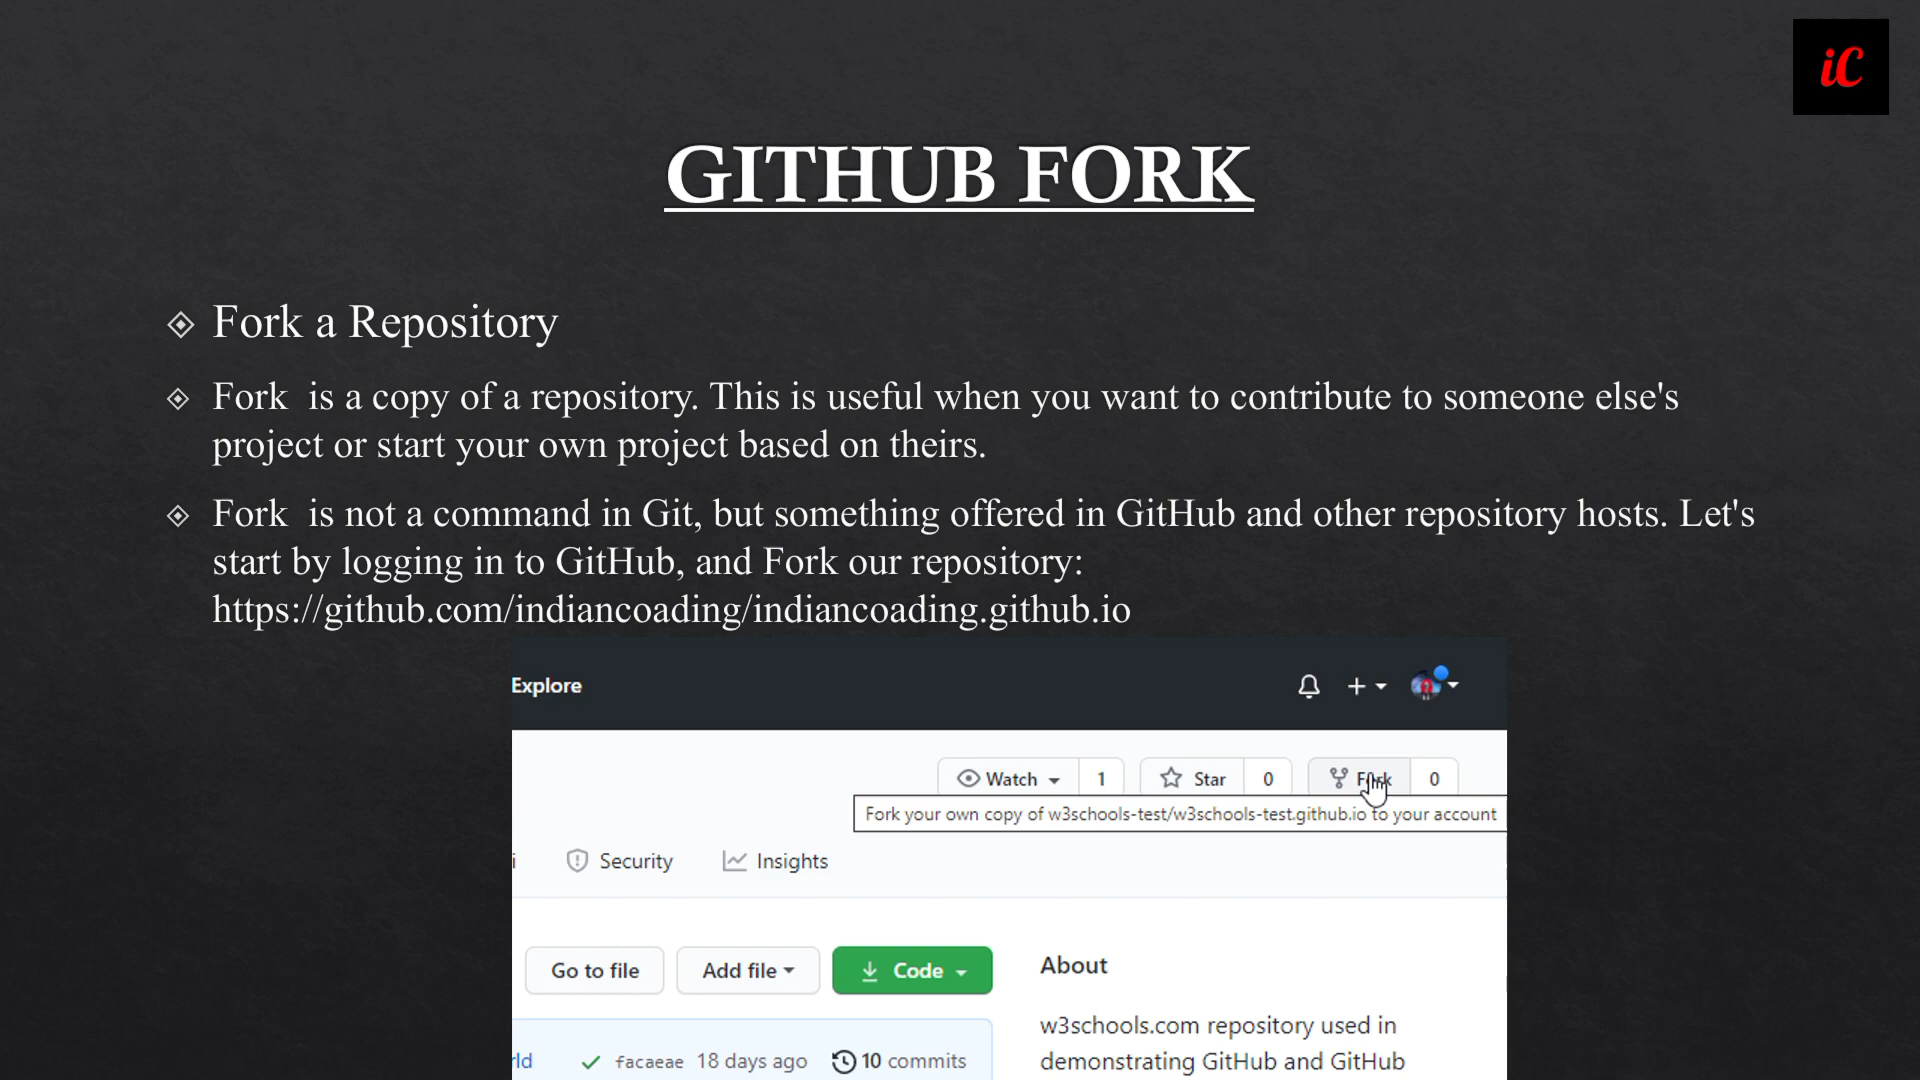 iC
GITHUB FORK
Fork a Repository
Fork is a copy of a repository. This is useful when you want to contribute to someone else's
project or start your own project based on theirs.
Fork is not a command in Git, but something offered in GitHub and other repository hosts. Let's
start by logging in to GitHub, and Fork our repository:
https://github.com/indiancoading/indiancoading.github.io
Explore
Watch 1 Star 0 Fork 0
Fork your own copy of w3schools-test/w3schools-test.github.io to your account
i Security Insights
Go to file Add file Code About
w3schools.com repository used in
rld facaeae 18 days ago 10 commits
demonstrating GitHub and GitHub